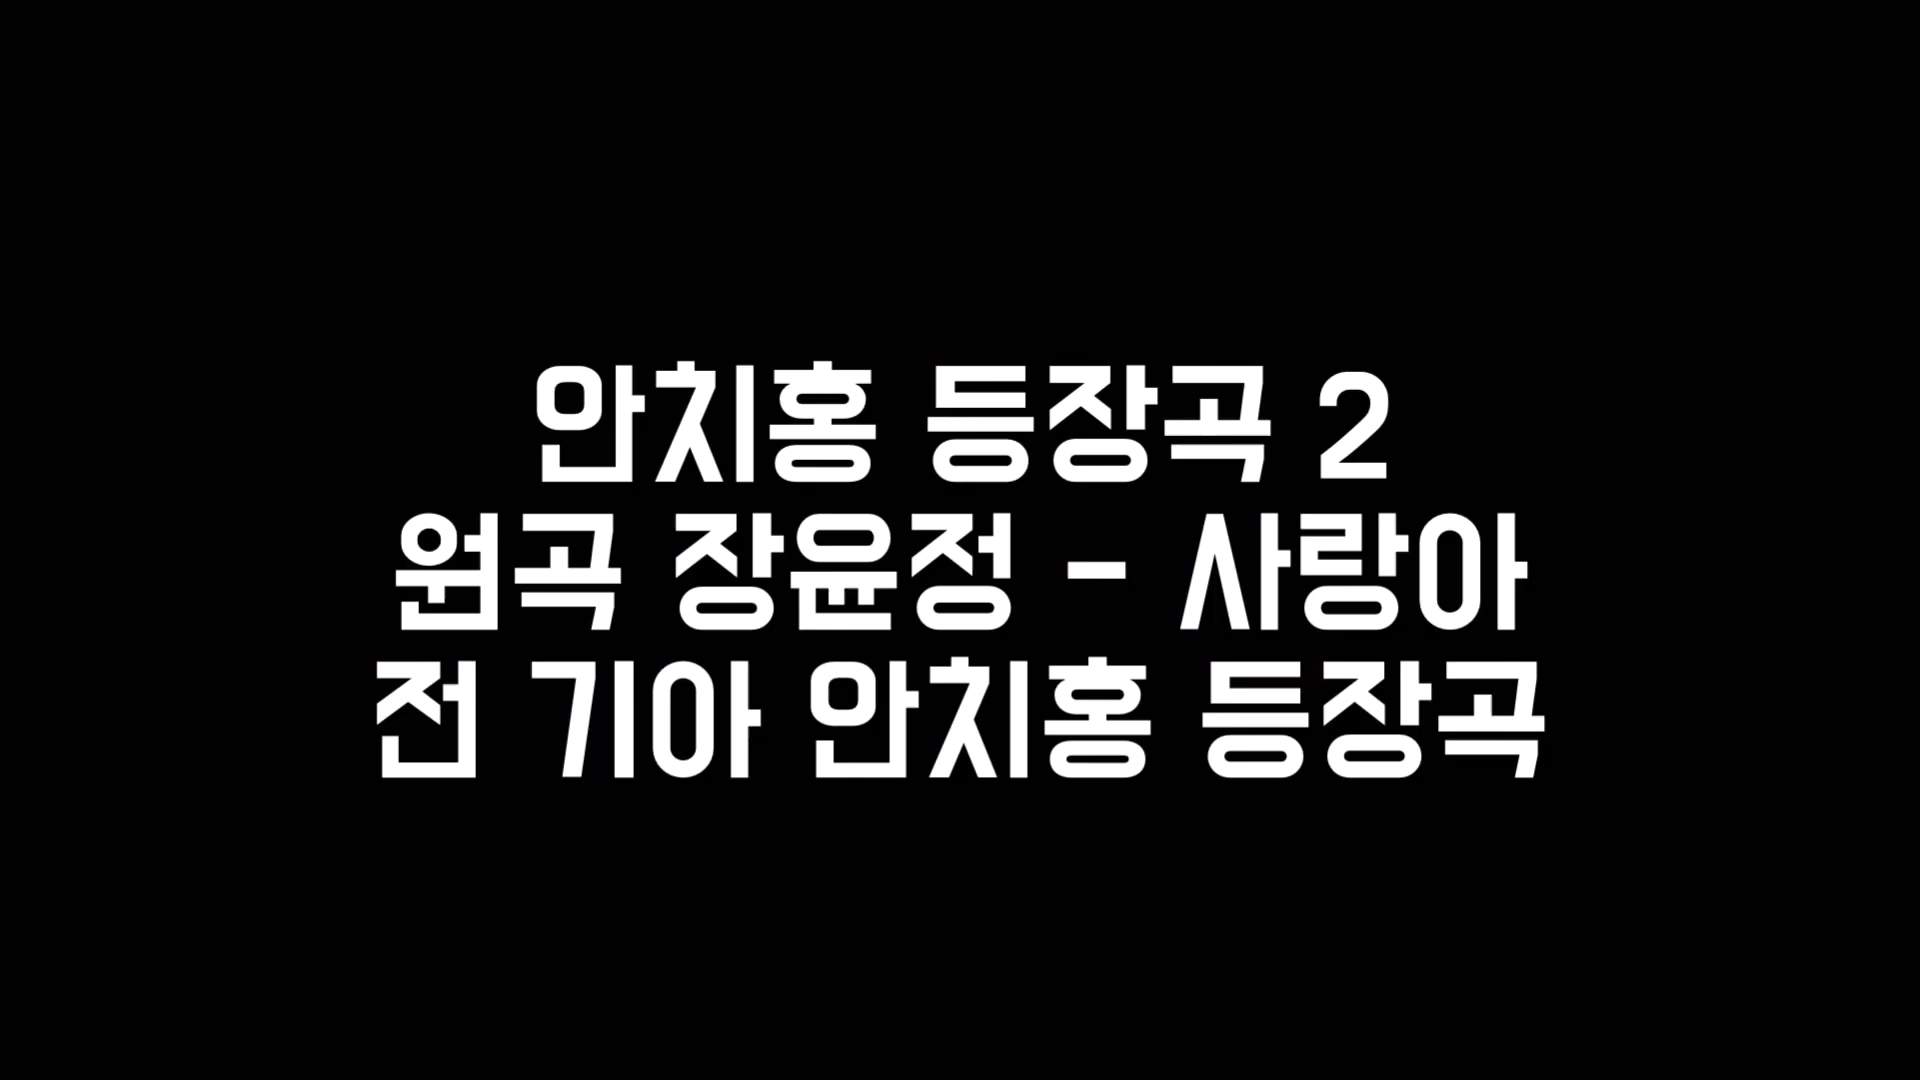 안치홍 등장곡 2
원곡 장윤정 - 사랑아
전 기아 안치홍 등장곡